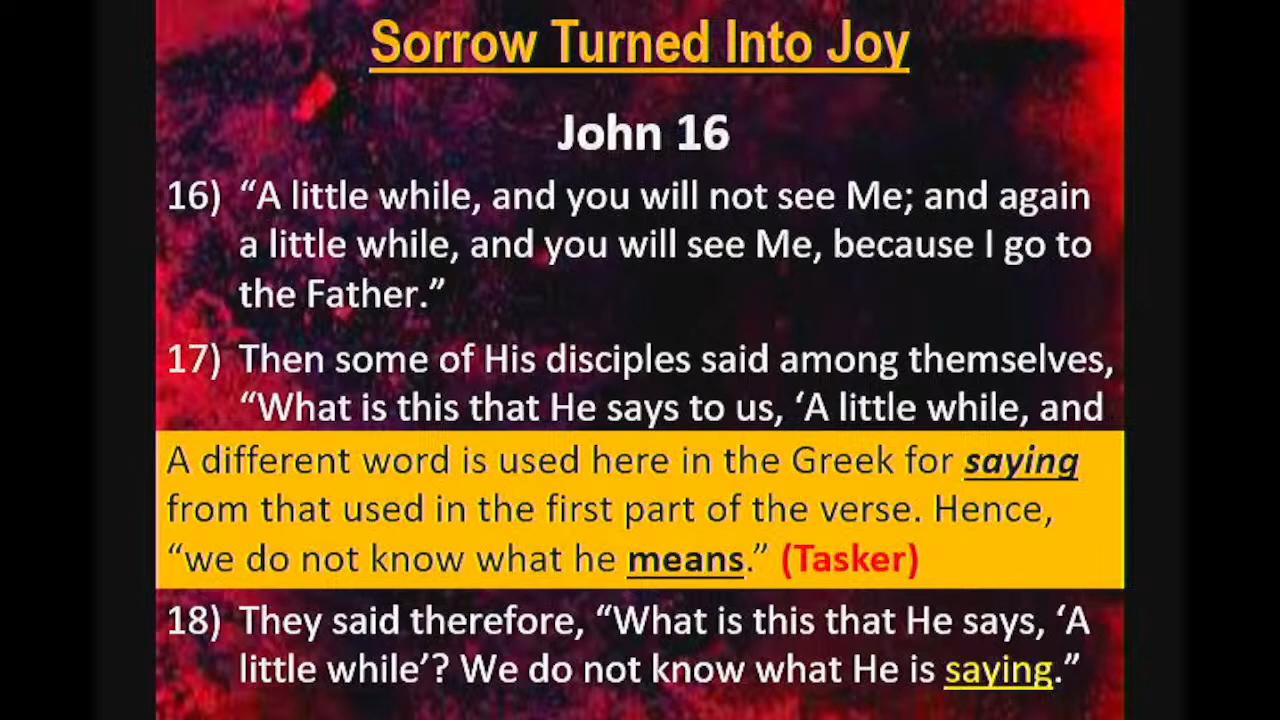 Sorrow Turned Into Joy
John 16
16) “A little while, and you will not see Me; and again
a little while, and you will see Me, because I go to
the Father.”
17) Then some of His disciples said among themselves,
“What is this that He says to us, ‘A little while, and
A different word is used here in the Greek for saying
from that used in the first part of the verse. Hence,
“we do not know what he means.” (Tasker)
18) They said therefore, “What is this that He says, ‘A
little while’? We do not know what He is saying.”